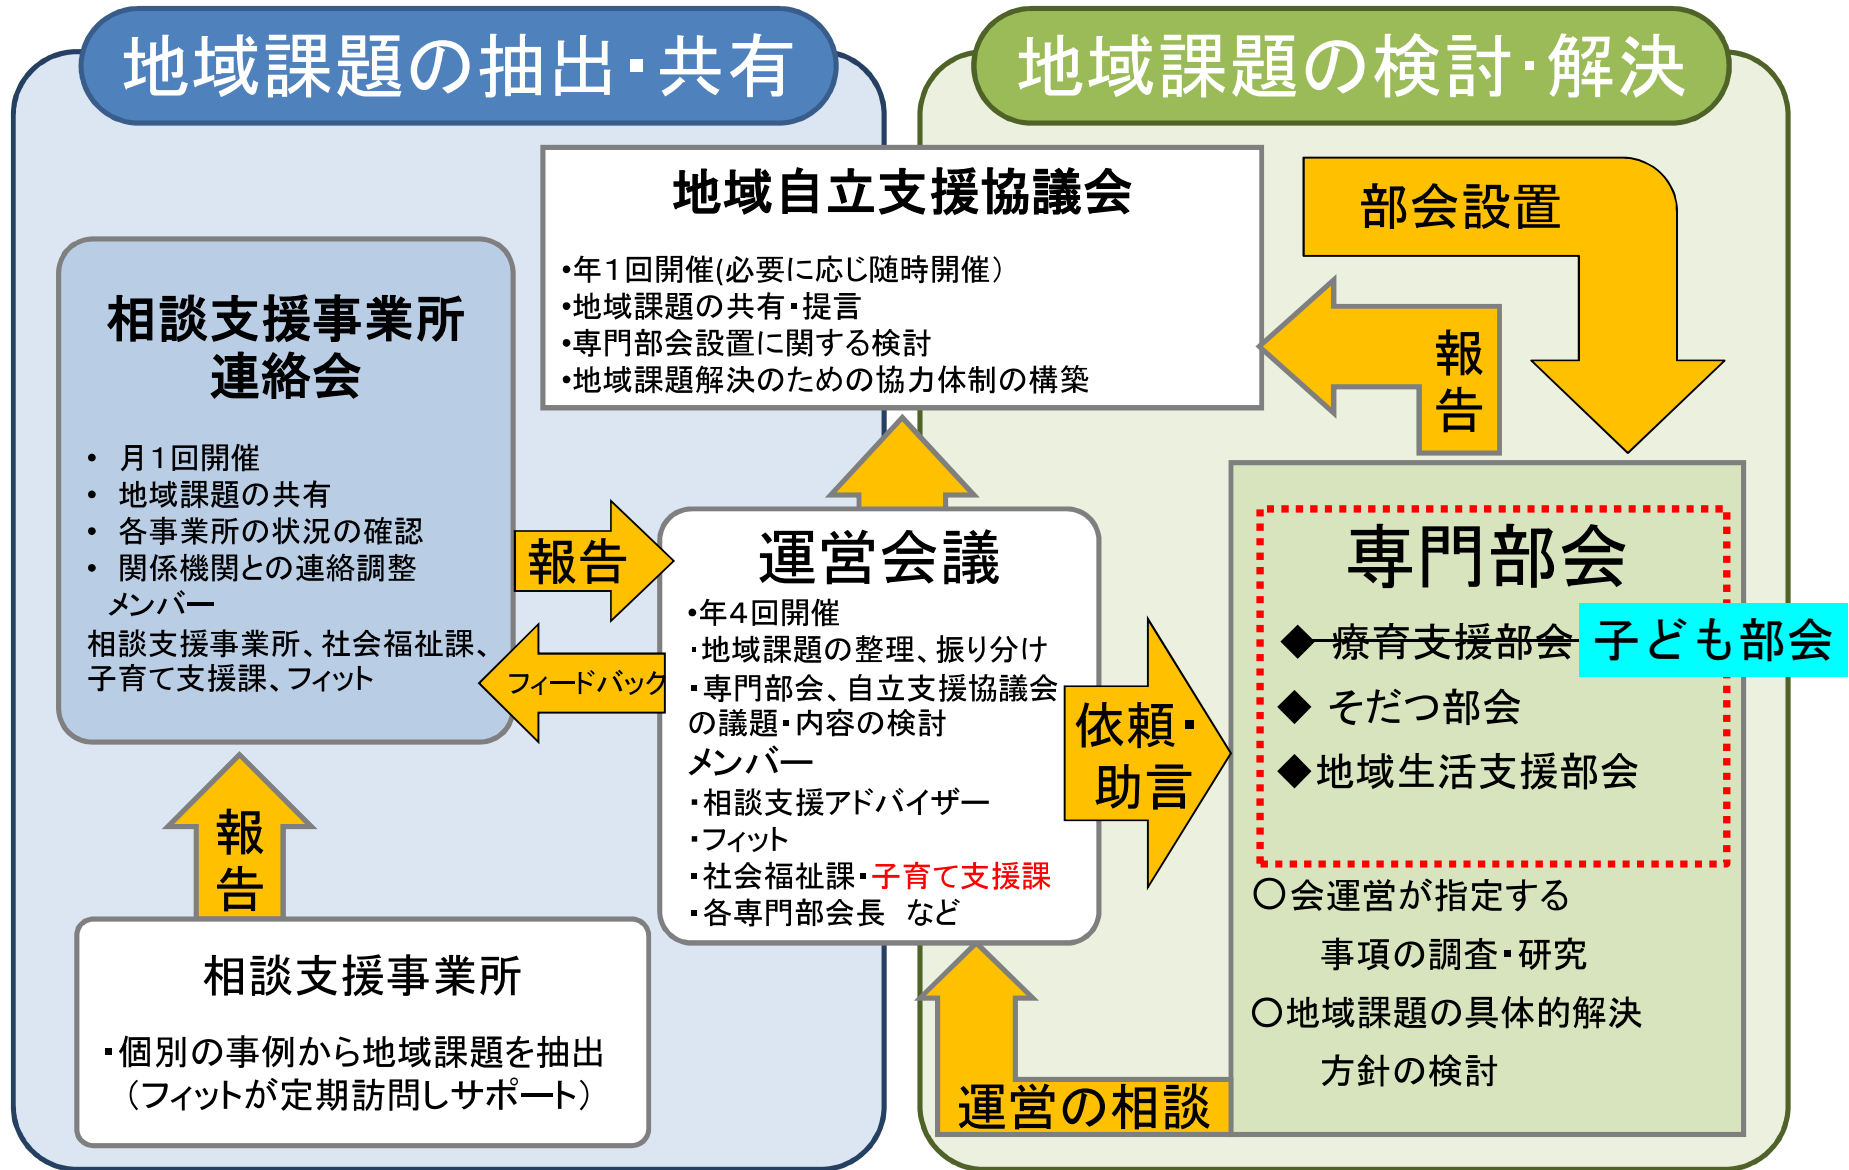 地域課題の抽出・共有
地域課題の検討・解決
地域自立支援協議会
•年1回開催(必要に応じ随時開催）
•地域課題の共有・提言
•専門部会設置に関する検討
•地域課題解決のための協力体制の構築
部会設置
報告
相談支援事業所
連絡会
• 月1回開催
• 地域課題の共有
• 各事業所の状況の確認
• 関係機関との連絡調整
メンバー
相談支援事業所、社会福祉課、
子育て支援課、フィット
報告
フィードバック
運営会議
•年4回開催
・地域課題の整理、振り分け
・専門部会、自立支援協議会
の議題・内容の検討
メンバー
・相談支援アドバイザー
・フィット
・社会福祉課・子育て支援課
・各専門部会長　など
依頼・
助言
専門部会
◆ 療育支援部会 子ども部会
◆ そだつ部会
◆地域生活支援部会
〇会運営が指定する
事項の調査・研究
〇地域課題の具体的解決
方針の検討
報告
相談支援事業所
・個別の事例から地域課題を抽出
（フィットが定期訪問しサポート）
運営の相談